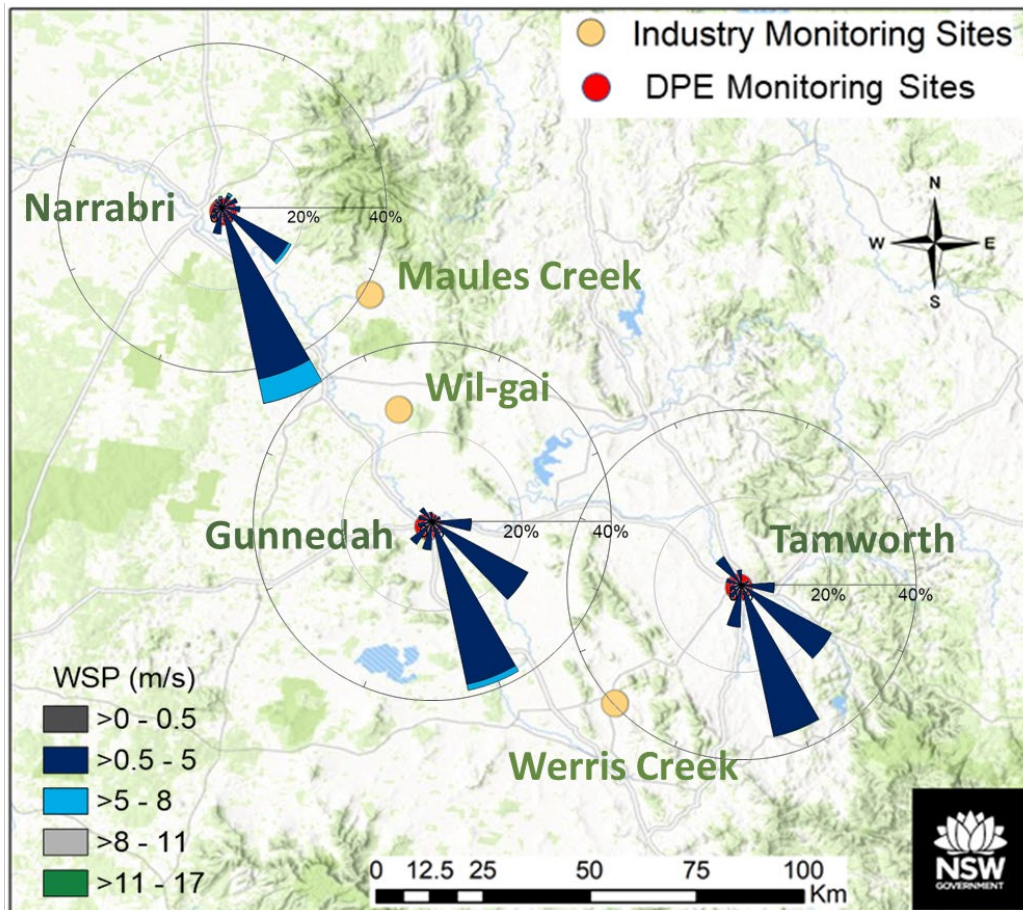 Industry Monitoring Sites
DPE Monitoring Sites
Narrabri
20%
40%
N
W
E
S
Maules Creek
Wil-gai
Gunnedah
20%
40%
Tamworth
20%
40%
Werris Creek
WSP (m/s)
>0 - 0.5
>0.5 - 5
>5 - 8
>8 - 11
>11 - 17
0 12.5 25 50 75 100
Km
NSW
GOVERNMENT